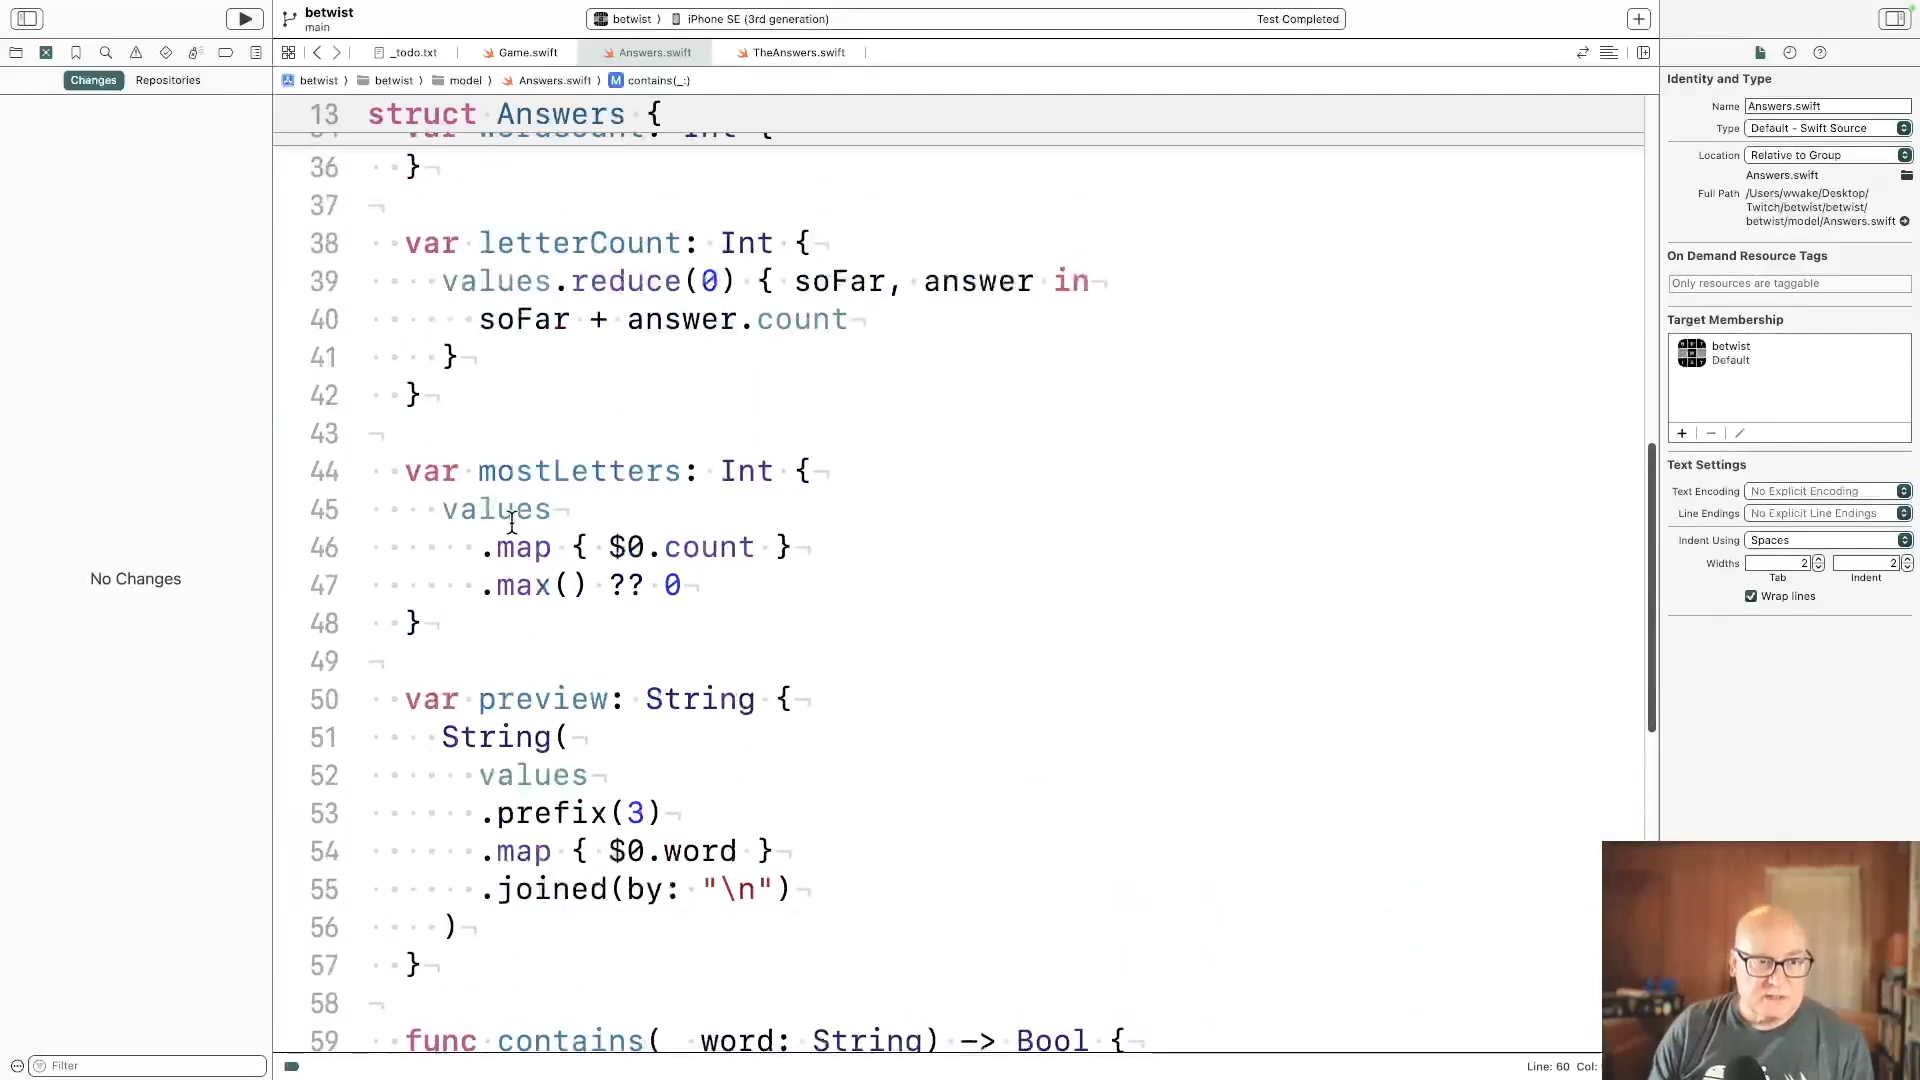 betwist
main
betwist ⟩ iPhone SE (3rd generation)
Test Completed
_todo.txt
Game.swift
Answers.swift
TheAnswers.swift
Changes
Repositories
betwist ⟩ betwist ⟩ model ⟩ Answers.swift ⟩ M contains(_:)
13 struct Answers {
36 }
37
38 var letterCount: Int {
39 values.reduce(0) { soFar, answer in
40 soFar + answer.count
41 }
42 }
43
44 var mostLetters: Int {
45 values
46 .map { $0.count }
47 .max() ?? 0
48 }
49
50 var preview: String {
51 String(
52 values
53 .prefix(3)
54 .map { $0.word }
55 .joined(by: "\n")
56 )
57 }
58
59 func contains(_ word: String) -> Bool {
No Changes
Filter
Line: 60 Col:
Identity and Type
Name Answers.swift
Type Default - Swift Source
Location Relative to Group
Answers.swift
Full Path /Users/wwake/Desktop/
Twitch/betwist/betwist/
betwist/model/Answers.swift
On Demand Resource Tags
Only resources are taggable
Target Membership
betwist
Default
Text Settings
Text Encoding No Explicit Encoding
Line Endings No Explicit Line Endings
Indent Using Spaces
Widths 2 2
Tab Indent
Wrap lines